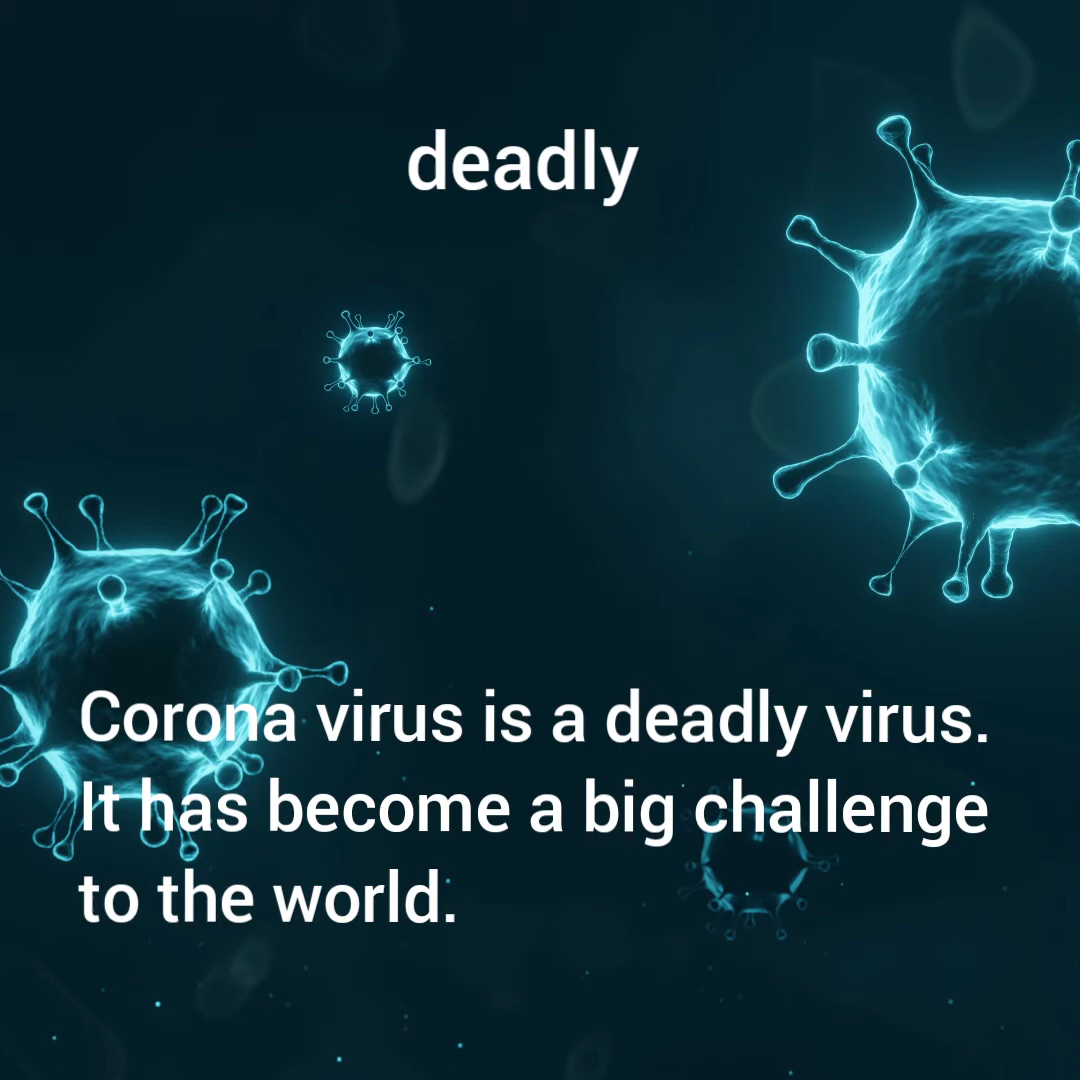 deadly
Corona virus is a deadly virus.
It has become a big challenge
to the world.